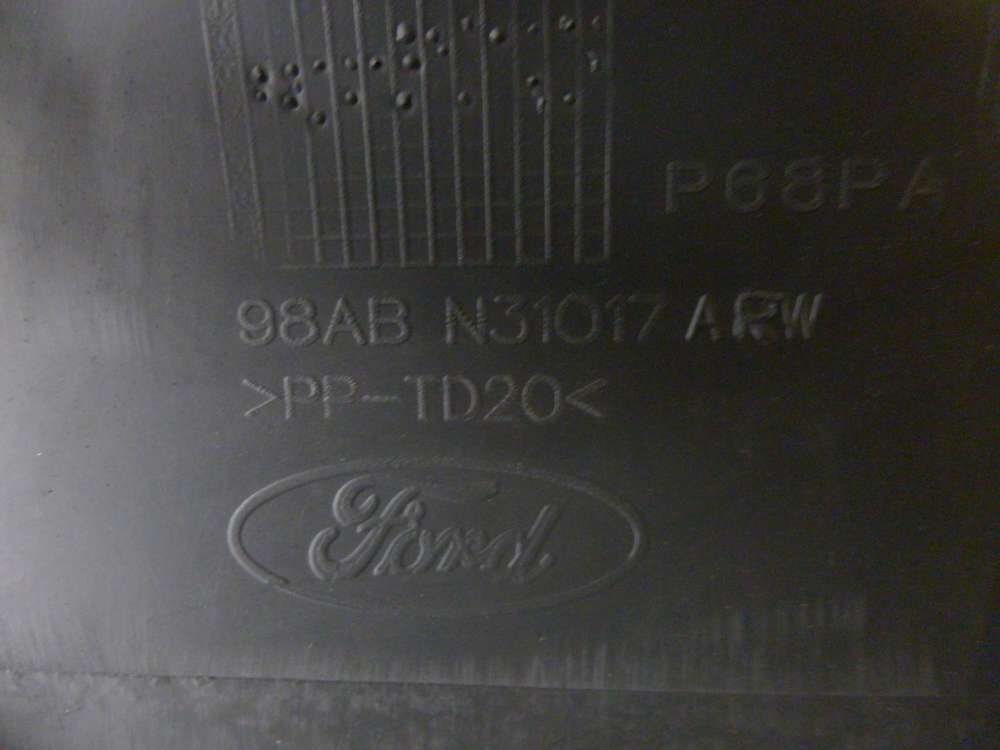 P68PA
98AB N31017 ARW
>PP-TD20<
Ford